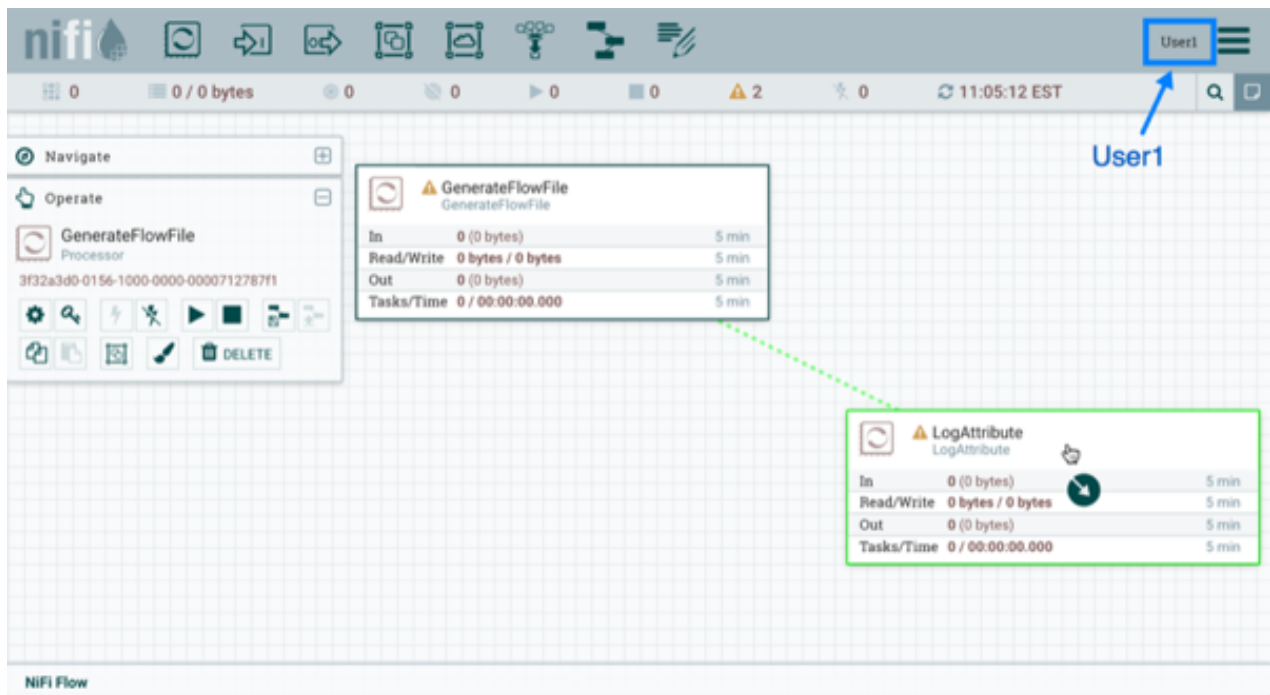 nifi
User1
0
0 / 0 bytes
0
0
0
0
2
0
11:05:12 EST
User1
Navigate
Operate
GenerateFlowFile
Processor
3f32a3d0-0156-1000-0000-0000712787f1
DELETE
GenerateFlowFile
GenerateFlowFile
In 0 (0 bytes) 5 min
Read/Write 0 bytes / 0 bytes 5 min
Out 0 (0 bytes) 5 min
Tasks/Time 0 / 00:00:00.000 5 min
LogAttribute
LogAttribute
In 0 (0 bytes) 5 min
Read/Write 0 bytes / 0 bytes 5 min
Out 0 (0 bytes) 5 min
Tasks/Time 0 / 00:00:00.000 5 min
NiFi Flow